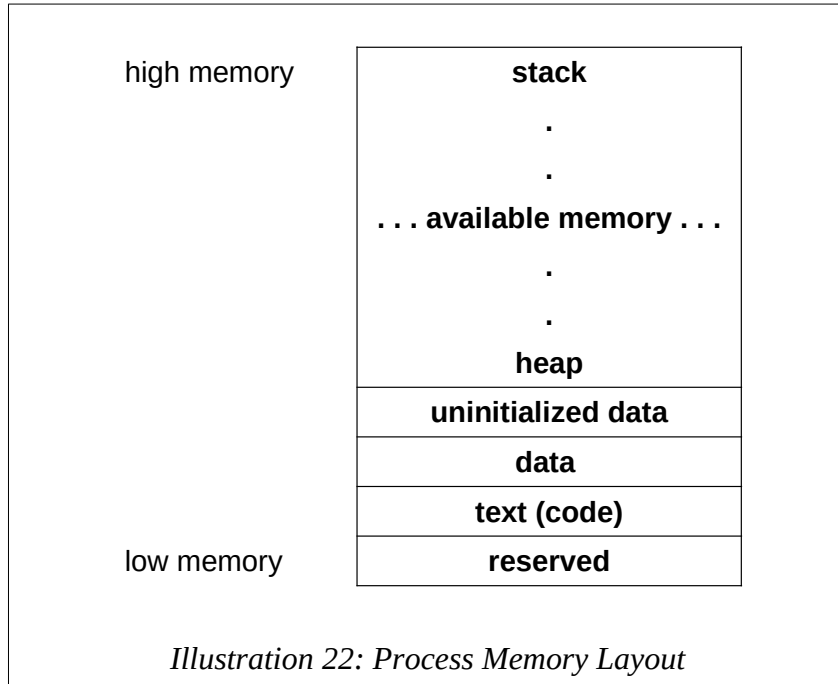 high memory stack
.
.
. . . available memory . . .
.
.
heap
uninitialized data
data
text (code)
low memory reserved
Illustration 22: Process Memory Layout